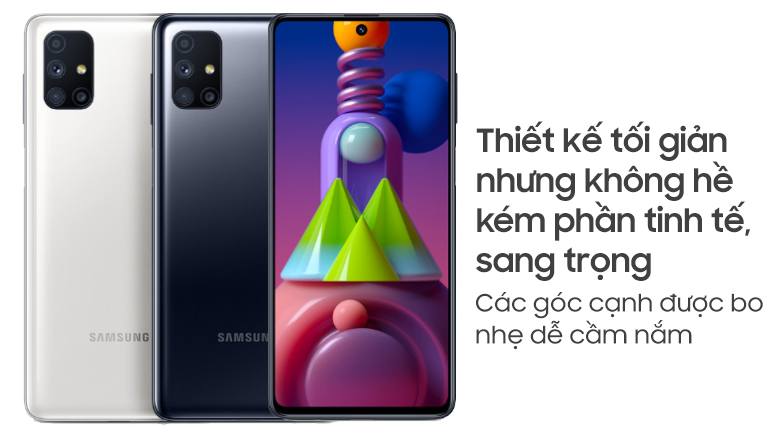 SAMSUNG
SAMSUN
Thiết kế tối giản
nhưng không hề
kém phần tinh tế,
sang trọng
Các góc cạnh được bo
nhẹ dễ cầm nắm